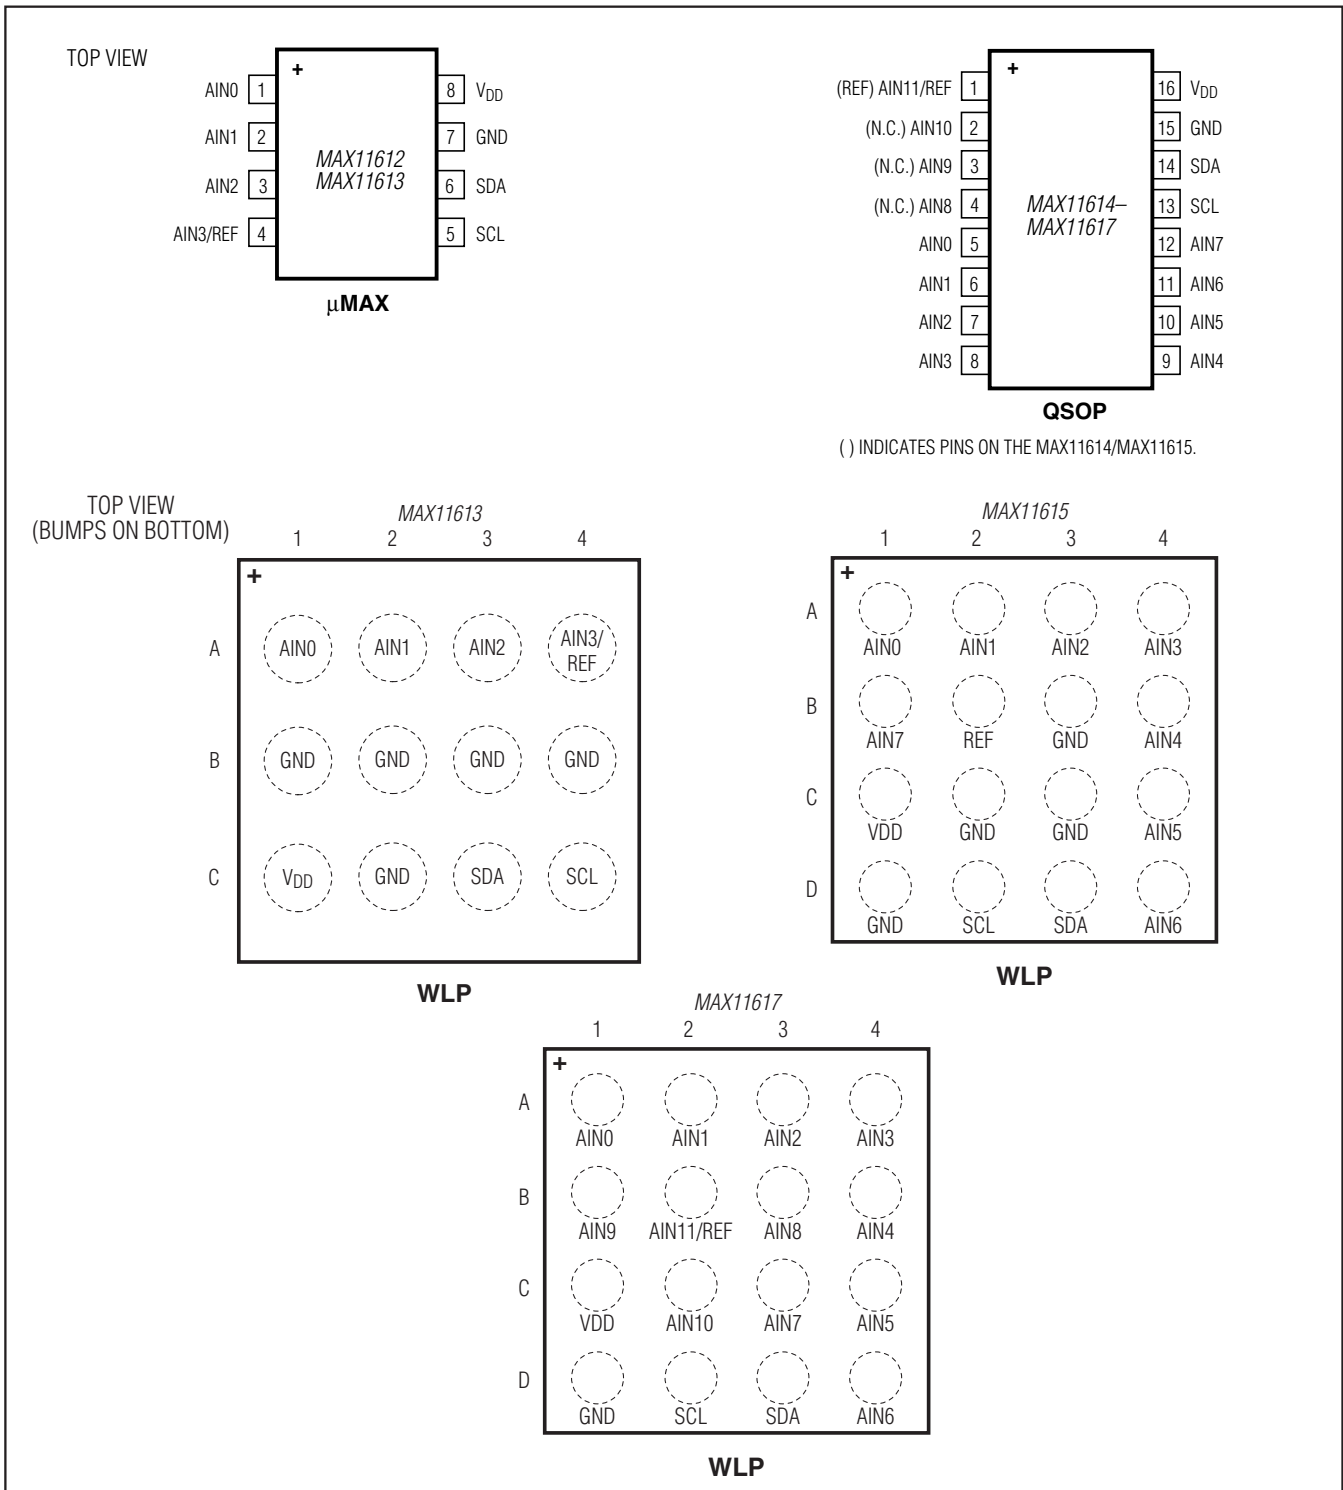 TOP VIEW
+
AIN0 1
AIN1 2
AIN2 3
AIN3/REF 4
MAX11612
MAX11613
8 VDD
7 GND
6 SDA
5 SCL
μMAX
+
(REF) AIN11/REF 1
(N.C.) AIN10 2
(N.C.) AIN9 3
(N.C.) AIN8 4
AIN0 5
AIN1 6
AIN2 7
AIN3 8
MAX11614–
MAX11617
16 VDD
15 GND
14 SDA
13 SCL
12 AIN7
11 AIN6
10 AIN5
9 AIN4
QSOP
( ) INDICATES PINS ON THE MAX11614/MAX11615.
TOP VIEW
(BUMPS ON BOTTOM)
MAX11613
1 2 3 4
+
A AIN0 AIN1 AIN2 AIN3/
REF
B GND GND GND GND
C VDD GND SDA SCL
WLP
MAX11615
1 2 3 4
+
A
AIN0 AIN1 AIN2 AIN3
B
AIN7 REF GND AIN4
C
VDD GND GND AIN5
D
GND SCL SDA AIN6
WLP
MAX11617
1 2 3 4
+
A
AIN0 AIN1 AIN2 AIN3
B
AIN9 AIN11/REF AIN8 AIN4
C
VDD AIN10 AIN7 AIN5
D
GND SCL SDA AIN6
WLP